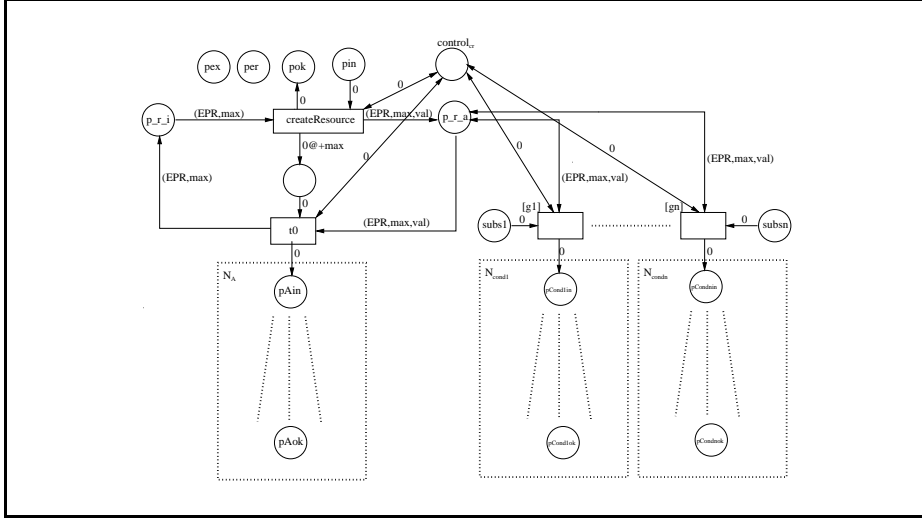 control_cr
pex per pok pin
0 0 0
p_r_i (EPR,max) createResource (EPR,max,val) p_r_a
0 0 0
0@+max 0
(EPR,max) (EPR,max,val) (EPR,max,val)
0
t0 (EPR,max,val) subs1 0 [g1] [gn] 0 subsn
0 0 0
N_A N_cond1 N_condn
pAin pCond1in pCondnin
pAok pCond1ok pCondnok